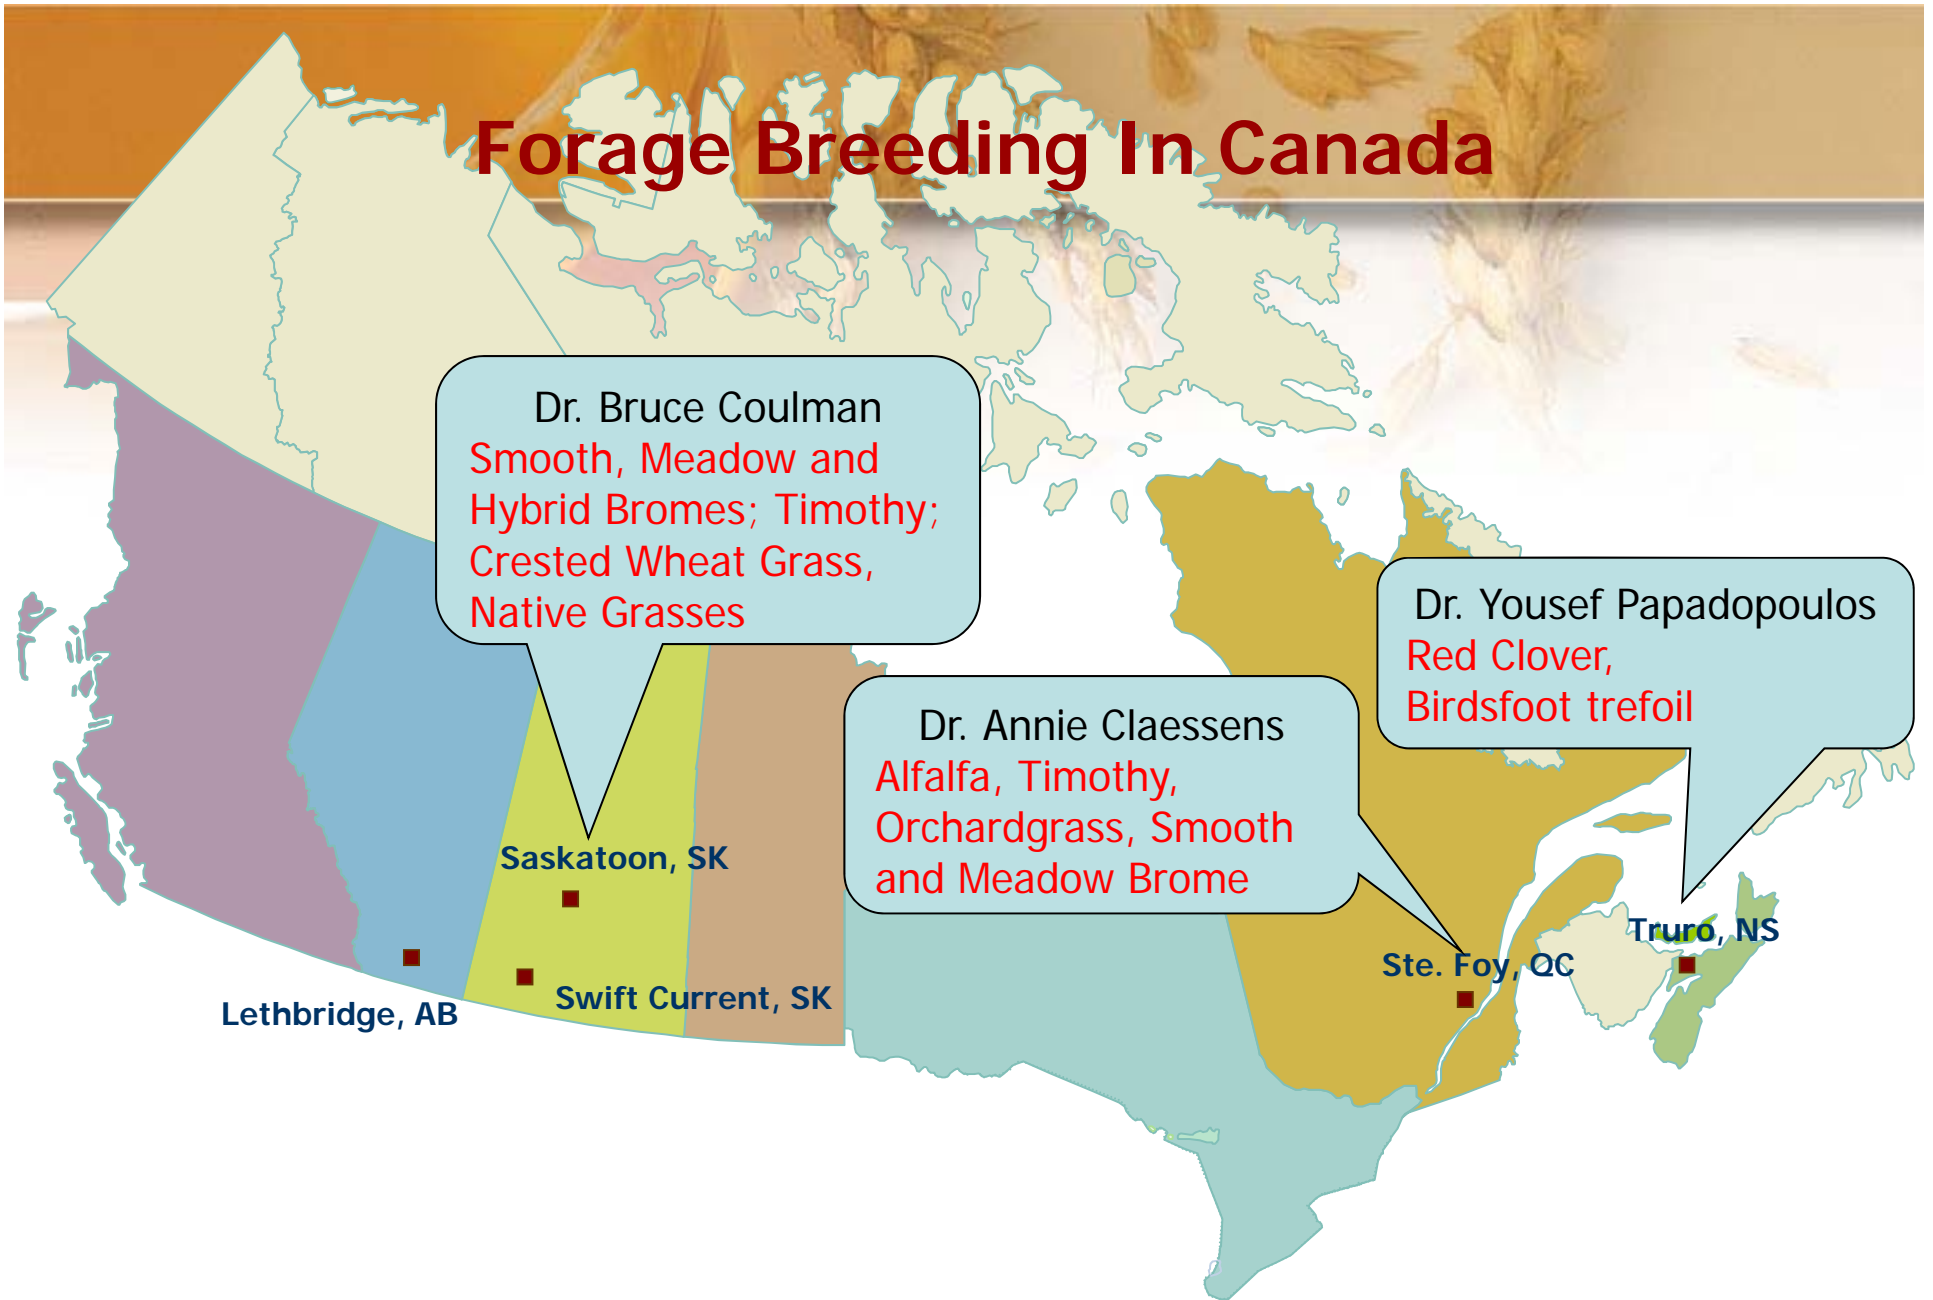 Forage Breeding In Canada
Dr. Bruce Coulman
Smooth, Meadow and
Hybrid Bromes; Timothy;
Crested Wheat Grass,
Native Grasses
Dr. Yousef Papadopoulos
Red Clover,
Birdsfoot trefoil
Dr. Annie Claessens
Alfalfa, Timothy,
Orchardgrass, Smooth
and Meadow Brome
Saskatoon, SK
Truro, NS
Ste. Foy, QC
Swift Current, SK
Lethbridge, AB